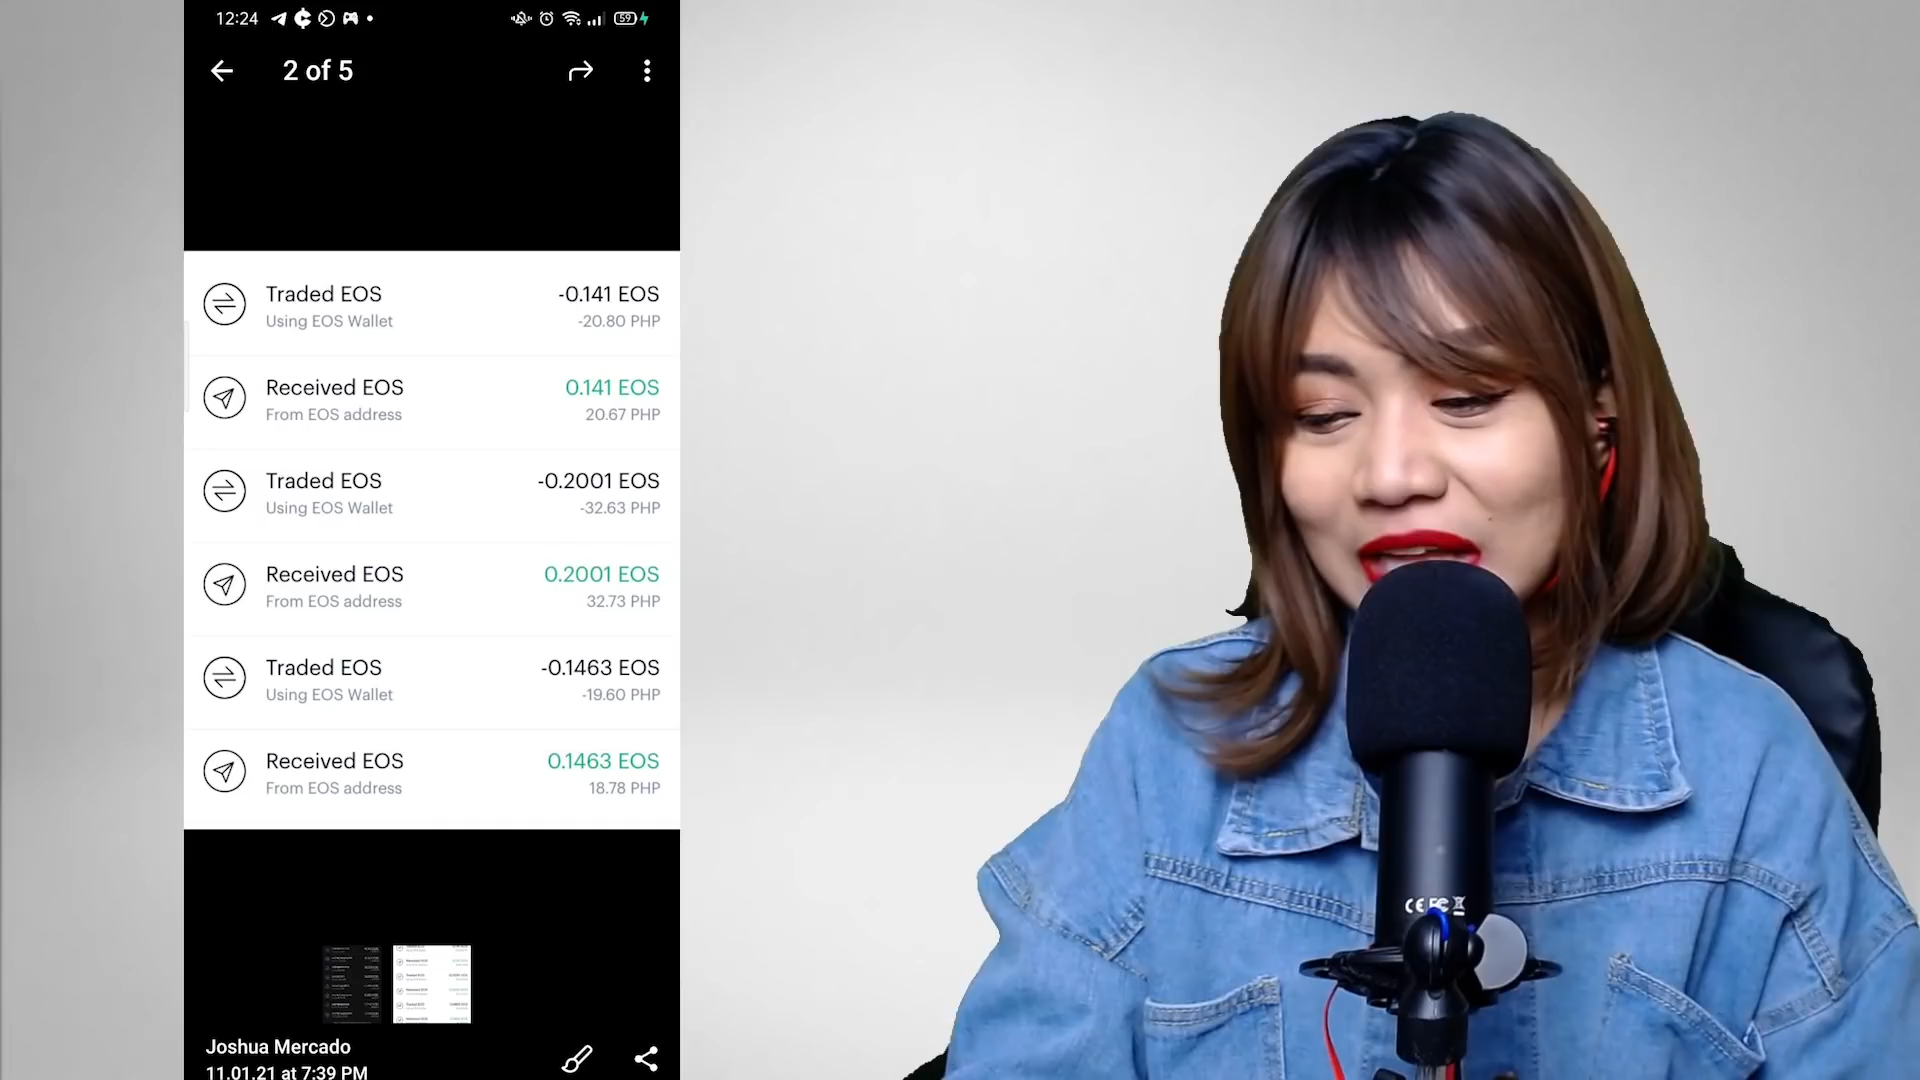 12:24
59
2 of 5
Traded EOS
-0.141 EOS
Using EOS Wallet
-20.80 PHP
Received EOS
0.141 EOS
From EOS address
20.67 PHP
Traded EOS
-0.2001 EOS
Using EOS Wallet
-32.63 PHP
Received EOS
0.2001 EOS
From EOS address
32.73 PHP
Traded EOS
-0.1463 EOS
Using EOS Wallet
-19.60 PHP
Received EOS
0.1463 EOS
From EOS address
18.78 PHP
Joshua Mercado
11.01.21 at 7:39 PM
CE FC